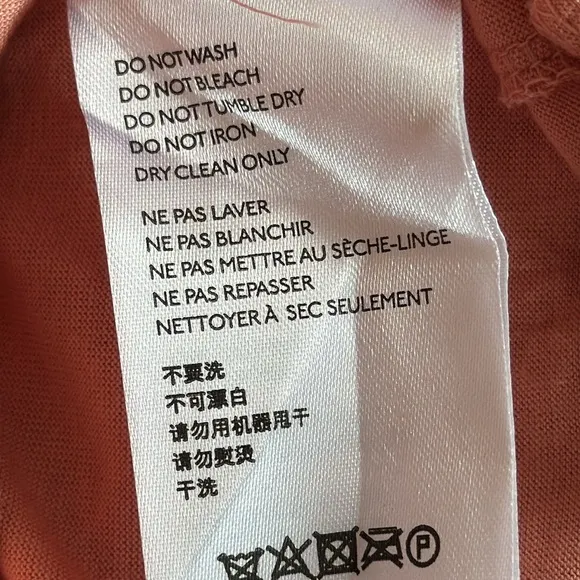 DO NOT WASH
DO NOT BLEACH
DO NOT TUMBLE DRY
DO NOT IRON
DRY CLEAN ONLY
NE PAS LAVER
NE PAS BLANCHIR
NE PAS METTRE AU SÈCHE-LINGE
NE PAS REPASSER
NETTOYER À SEC SEULEMENT
不要洗
不可漂白
请勿用机器甩干
请勿熨烫
干洗
P